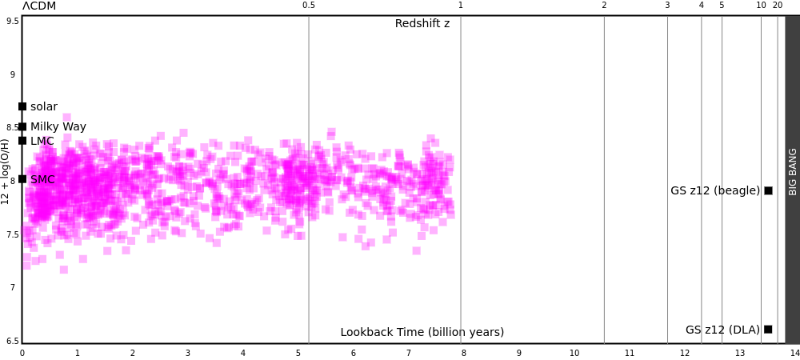 ΛCDM
0.5 1 2 3 4 5 10 20
Redshift z
9.5
9
8.5
8
7.5
7
6.5
12 + log(O/H)
solar
Milky Way
LMC
SMC
GS z12 (beagle)
GS z12 (DLA)
BIG BANG
Lookback Time (billion years)
0 1 2 3 4 5 6 7 8 9 10 11 12 13 14